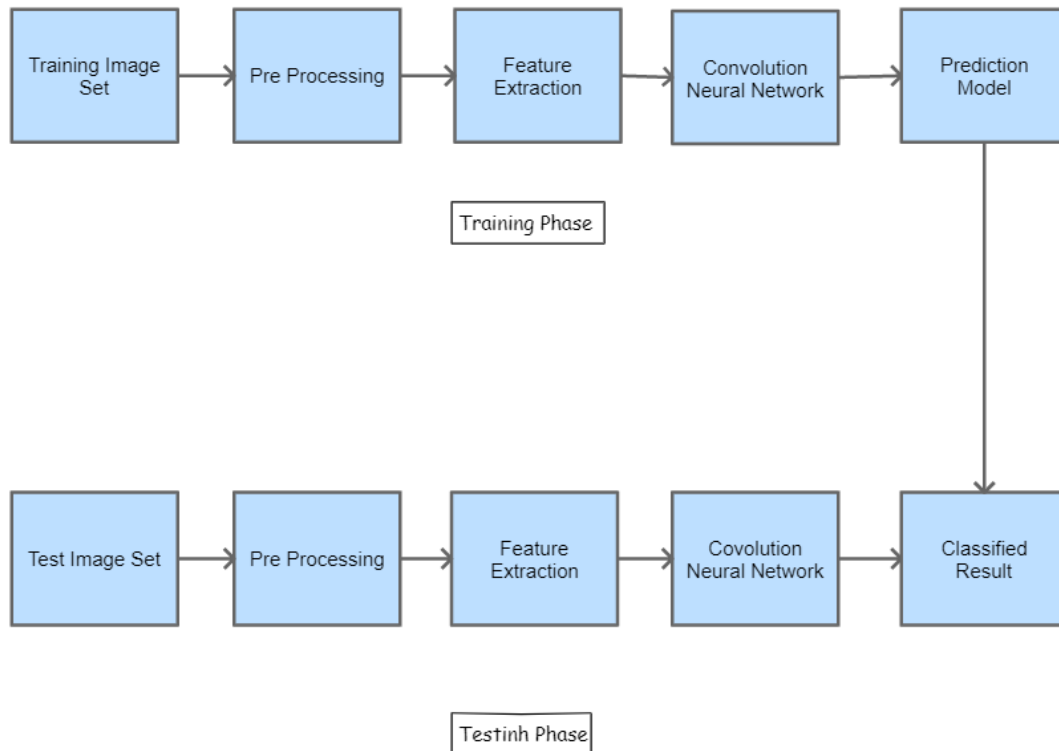 Training Image
Set
Pre Processing
Feature
Extraction
Convolution
Neural Network
Prediction
Model
Training Phase
Test Image Set
Pre Processing
Feature
Extraction
Covolution
Neural Network
Classified
Result
Testinh Phase